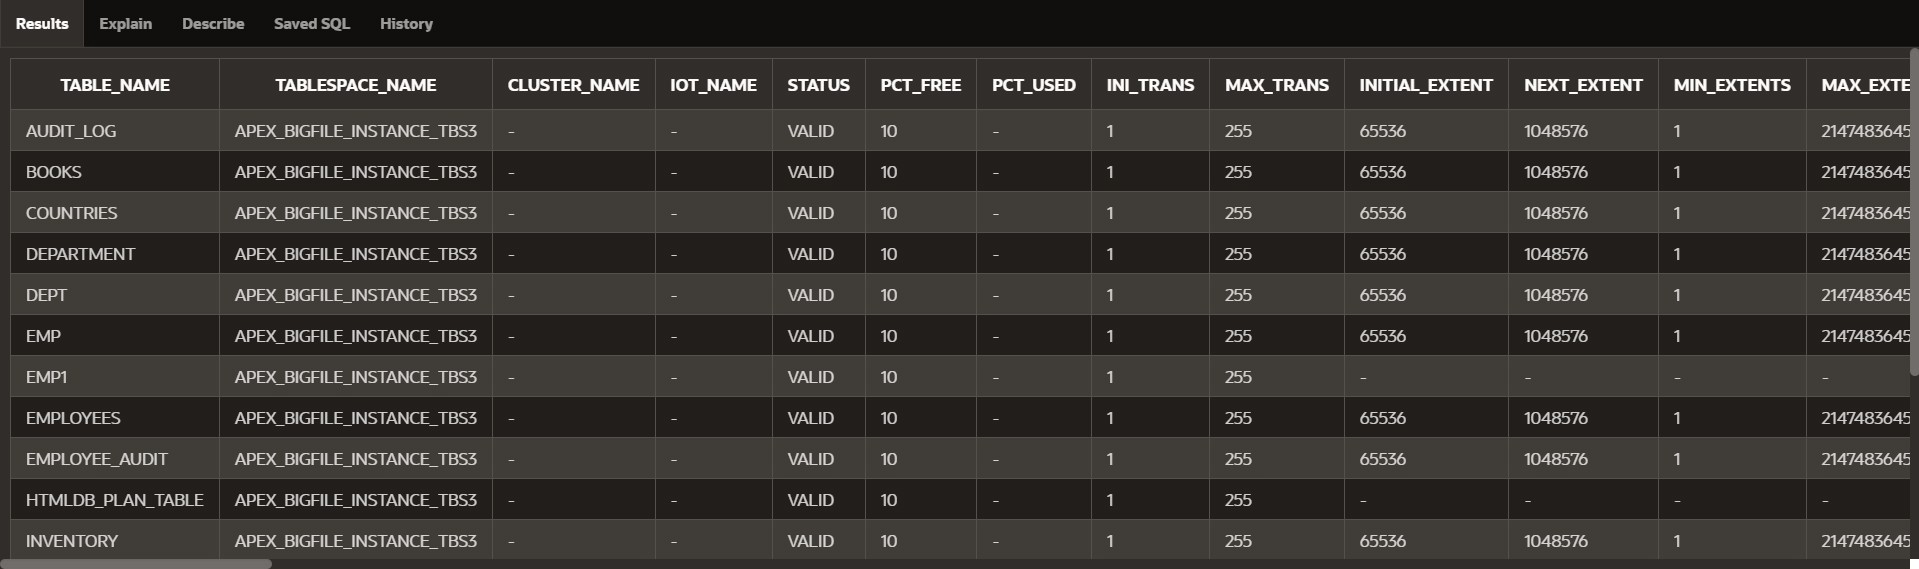 Results Explain Describe Saved SQL History
TABLE_NAME TABLESPACE_NAME CLUSTER_NAME IOT_NAME STATUS PCT_FREE PCT_USED INI_TRANS MAX_TRANS INITIAL_EXTENT NEXT_EXTENT MIN_EXTENTS MAX_EXTE
AUDIT_LOG APEX_BIGFILE_INSTANCE_TBS3 - - VALID 10 - 1 255 65536 1048576 1 2147483645
BOOKS APEX_BIGFILE_INSTANCE_TBS3 - - VALID 10 - 1 255 65536 1048576 1 2147483645
COUNTRIES APEX_BIGFILE_INSTANCE_TBS3 - - VALID 10 - 1 255 65536 1048576 1 2147483645
DEPARTMENT APEX_BIGFILE_INSTANCE_TBS3 - - VALID 10 - 1 255 65536 1048576 1 2147483645
DEPT APEX_BIGFILE_INSTANCE_TBS3 - - VALID 10 - 1 255 65536 1048576 1 2147483645
EMP APEX_BIGFILE_INSTANCE_TBS3 - - VALID 10 - 1 255 65536 1048576 1 2147483645
EMP1 APEX_BIGFILE_INSTANCE_TBS3 - - VALID 10 - 1 255 - - - -
EMPLOYEES APEX_BIGFILE_INSTANCE_TBS3 - - VALID 10 - 1 255 65536 1048576 1 2147483645
EMPLOYEE_AUDIT APEX_BIGFILE_INSTANCE_TBS3 - - VALID 10 - 1 255 65536 1048576 1 2147483645
HTMLDB_PLAN_TABLE APEX_BIGFILE_INSTANCE_TBS3 - - VALID 10 - 1 255 - - - -
INVENTORY APEX_BIGFILE_INSTANCE_TBS3 - - VALID 10 - 1 255 65536 1048576 1 2147483645